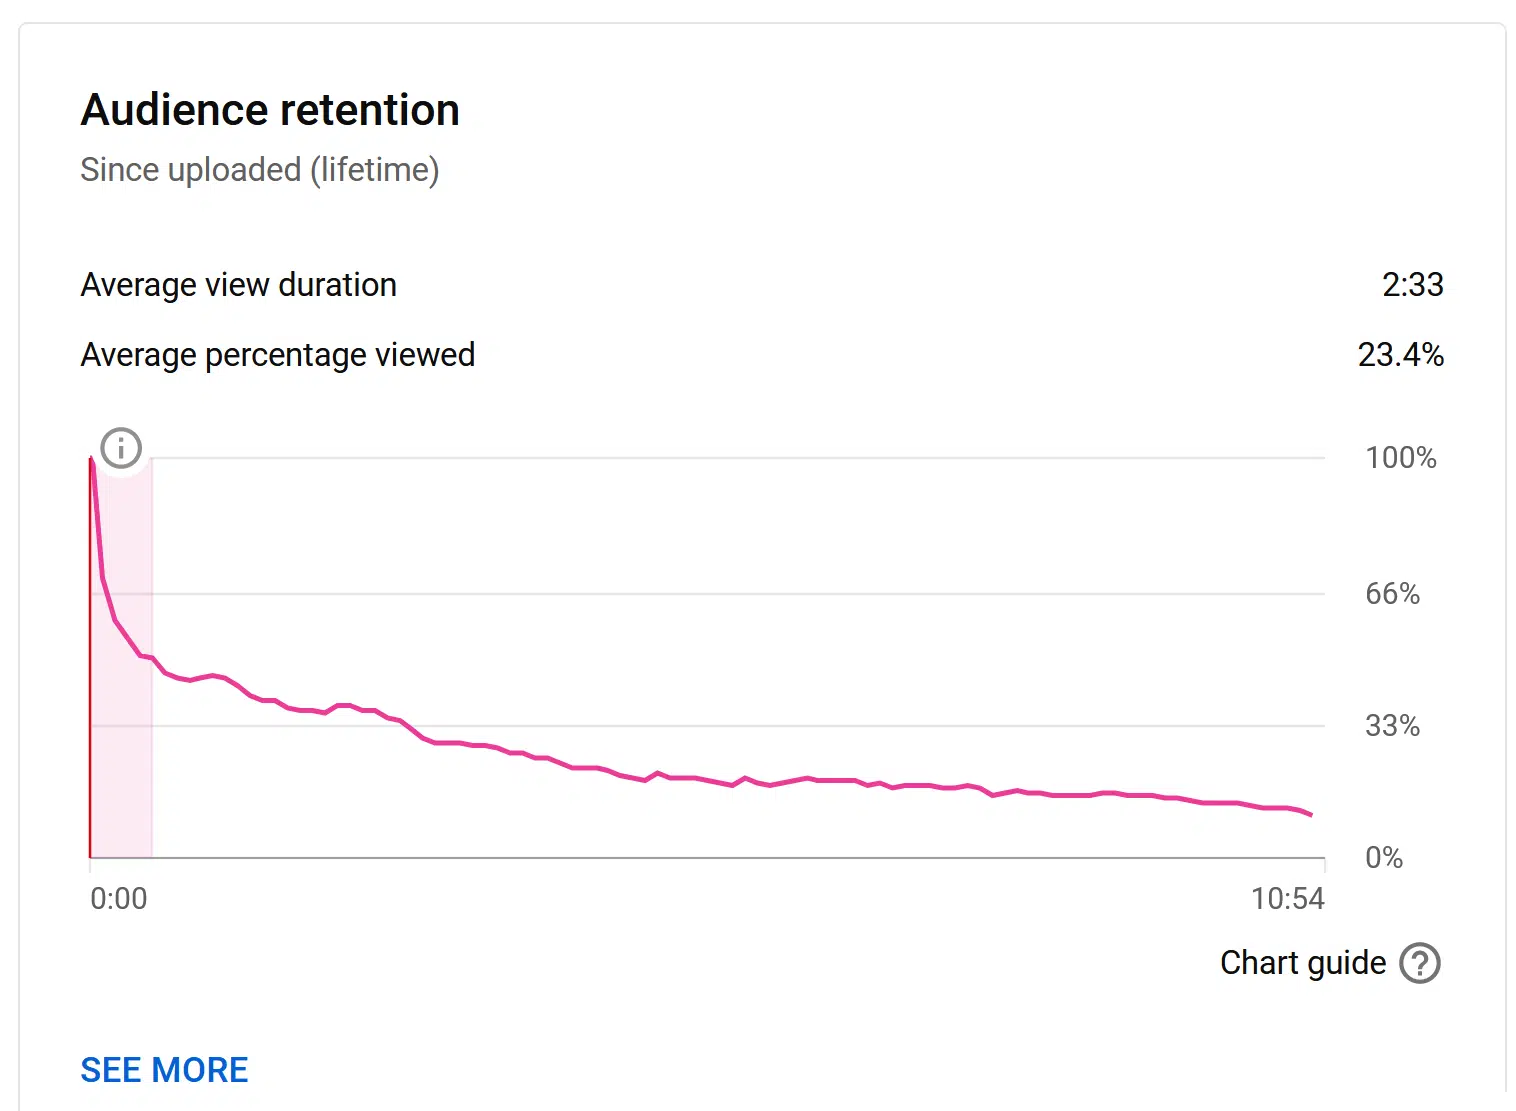 Audience retention
Since uploaded (lifetime)
Average view duration 2:33
Average percentage viewed 23.4%
100%
66%
33%
0%
0:00 10:54
Chart guide
SEE MORE